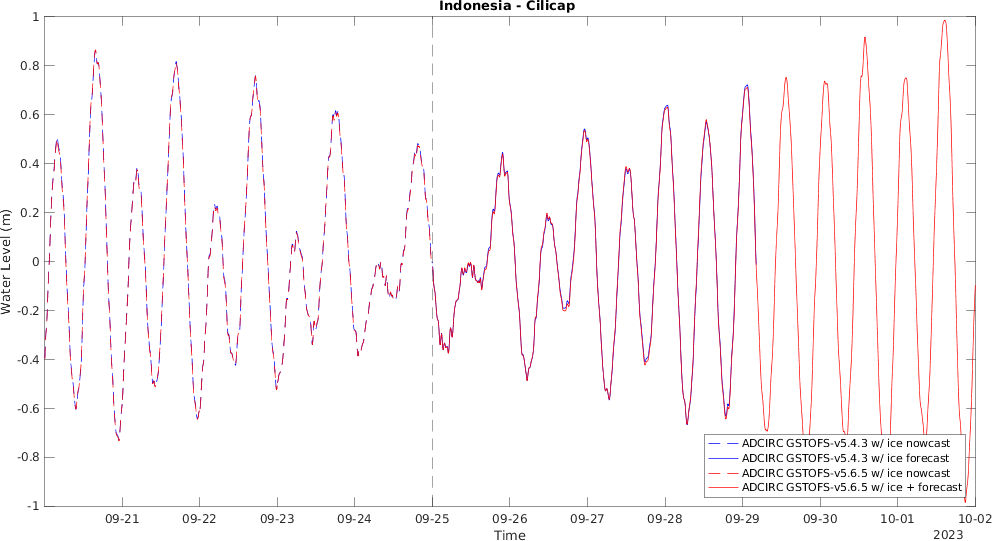 Indonesia - Cilicap
1
0.8
0.6
0.4
0.2
0
-0.2
-0.4
-0.6
-0.8
-1
Water Level (m)
ADCIRC GSTOFS-v5.4.3 w/ ice nowcast
ADCIRC GSTOFS-v5.4.3 w/ ice forecast
ADCIRC GSTOFS-v5.6.5 w/ ice nowcast
ADCIRC GSTOFS-v5.6.5 w/ ice + forecast
09-21 09-22 09-23 09-24 09-25 09-26 09-27 09-28 09-29 09-30 10-01 10-02
Time
2023